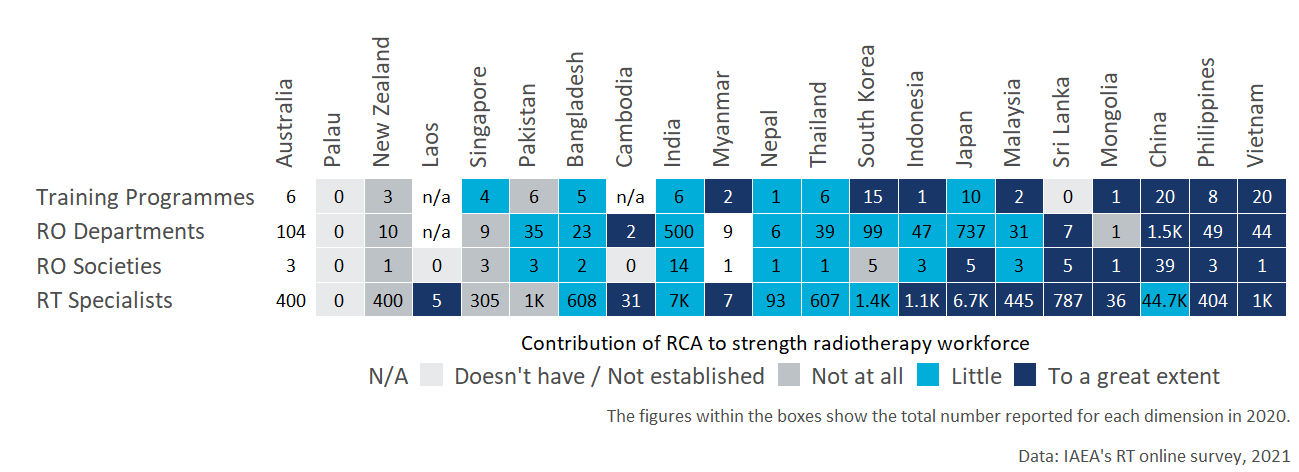 Australia Palau New Zealand Laos Singapore Pakistan Bangladesh Cambodia India Myanmar Nepal Thailand South Korea Indonesia Japan Malaysia Sri Lanka Mongolia China Philippines Vietnam
Training Programmes 6 0 3 n/a 4 6 5 n/a 6 2 1 6 15 1 10 2 0 1 20 8 20
RO Departments 104 0 10 n/a 9 35 23 2 500 9 6 39 99 47 737 31 7 1 1.5K 49 44
RO Societies 3 0 1 0 3 3 2 0 14 1 1 1 5 3 5 3 5 1 39 3 1
RT Specialists 400 0 400 5 305 1K 608 31 7K 7 93 607 1.4K 1.1K 6.7K 445 787 36 44.7K 404 1K
Contribution of RCA to strength radiotherapy workforce
N/A Doesn't have / Not established Not at all Little To a great extent
The figures within the boxes show the total number reported for each dimension in 2020.
Data: IAEA's RT online survey, 2021